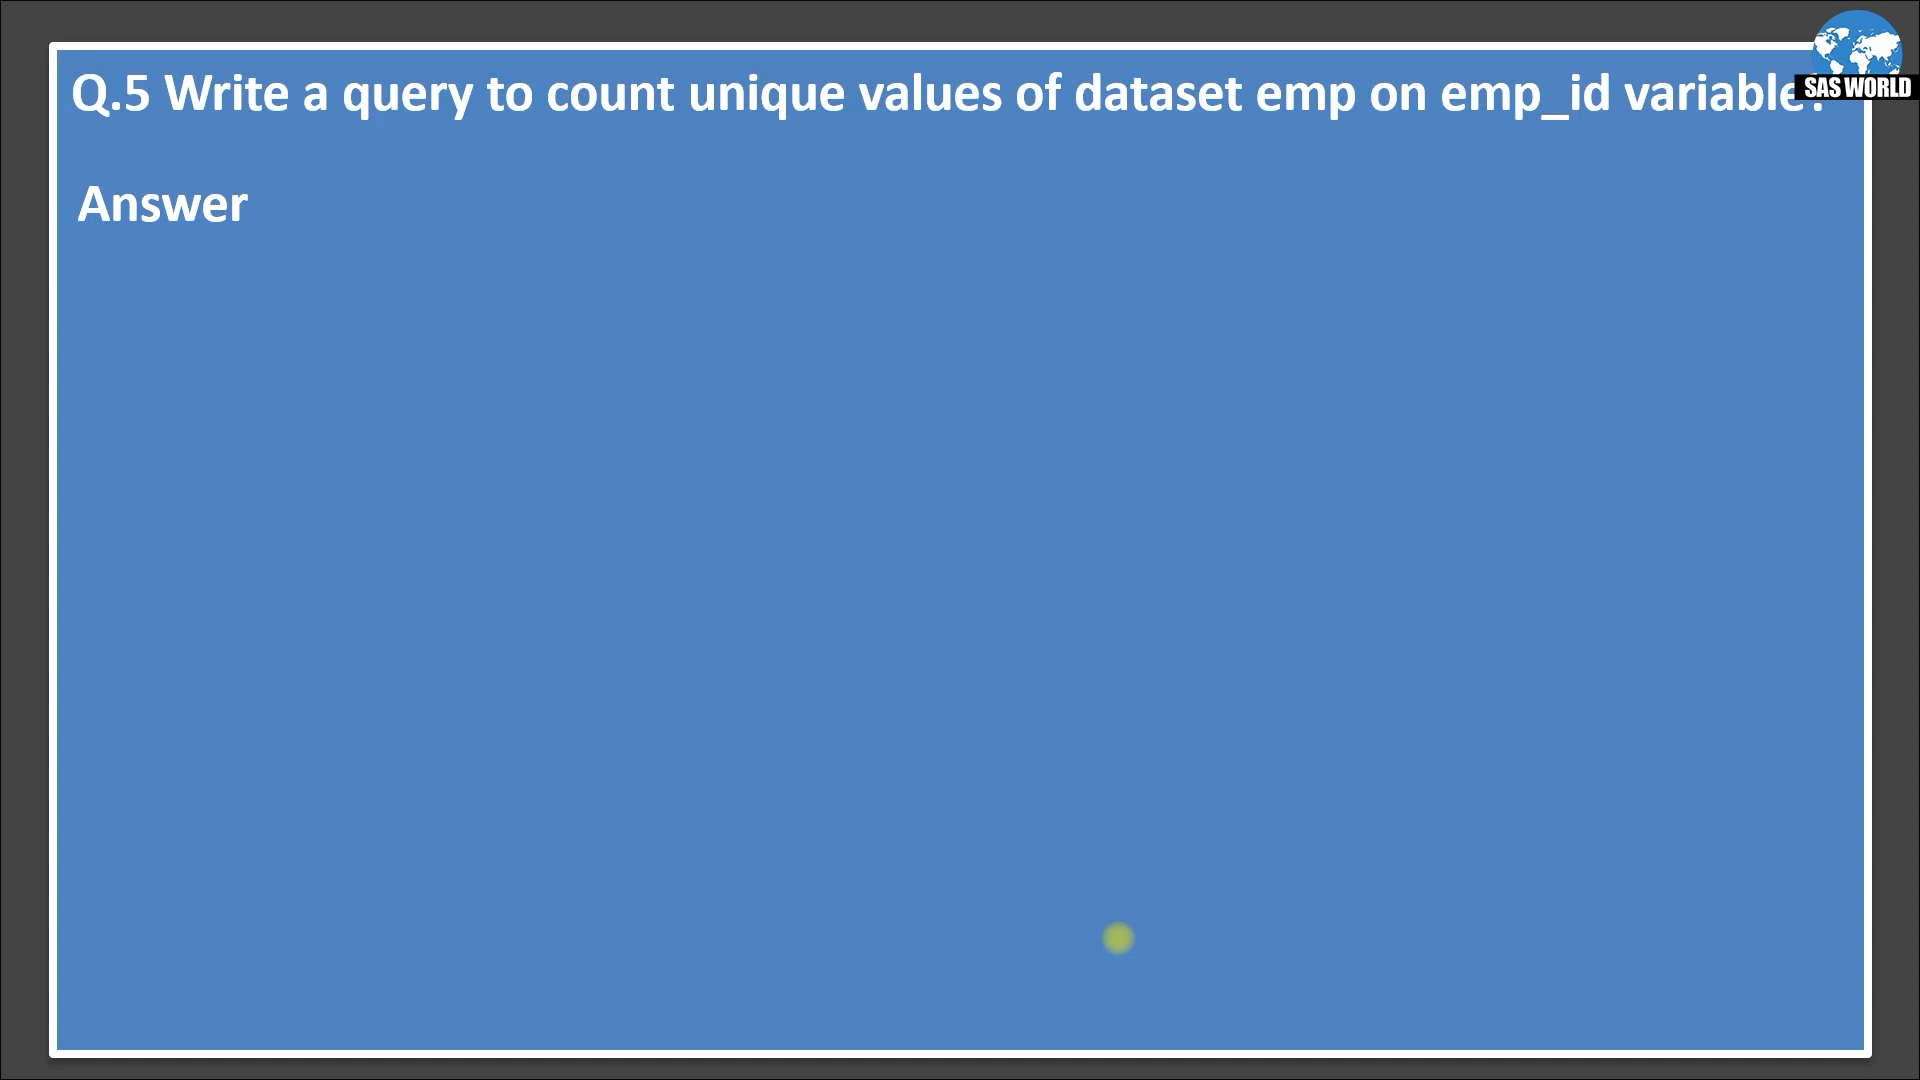 Q.5 Write a query to count unique values of dataset emp on emp_id variable?
SAS WORLD
Answer